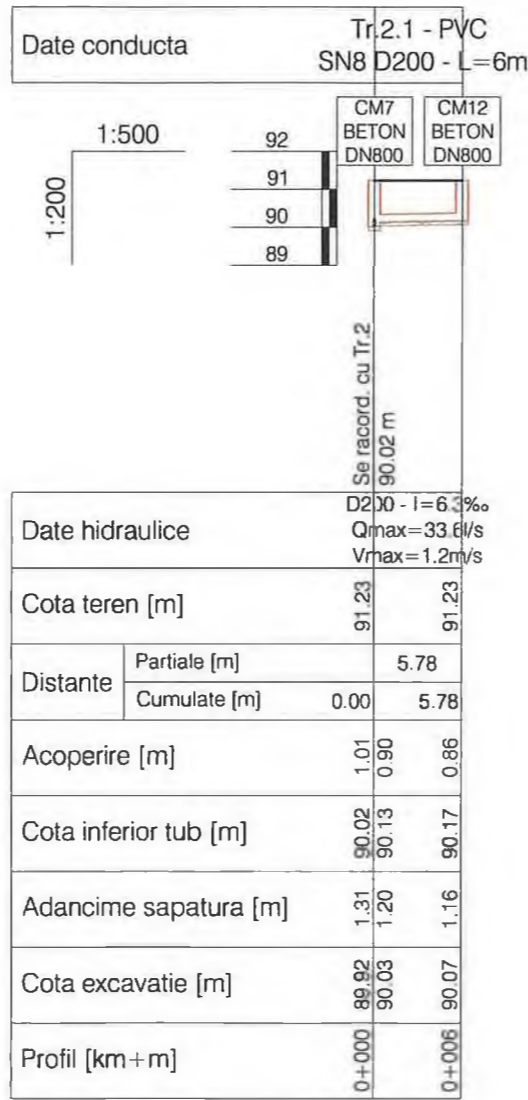 Date conducta
Tr.2.1 - PVC
SN8 D200 - L=6m
CM7
BETON
DN800
CM12
BETON
DN800
1:500
1:200
92
91
90
89
Se racord. cu Tr.2
90.02 m
Date hidraulice
D200 - I=6.3‰
Qmax=33.6l/s
Vmax=1.2m/s
Cota teren [m]
91.23
91.23
Distante
Partiale [m]
5.78
Cumulate [m]
0.00
5.78
Acoperire [m]
1.01
0.90
0.86
Cota inferior tub [m]
90.02
90.13
90.17
Adancime sapatura [m]
1.31
1.20
1.16
Cota excavatie [m]
89.92
90.03
90.07
Profil [km+m]
0+000
0+006